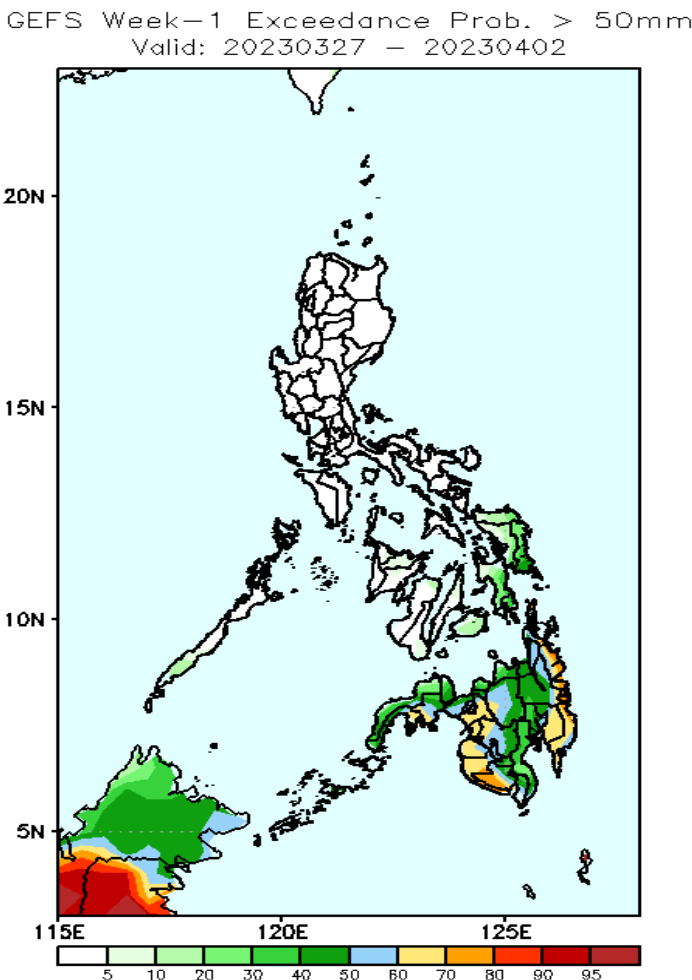 GEFS Week-1 Exceedance Prob. > 50mm
Valid: 20230327 - 20230402
20N
15N
10N
5N
115E 120E 125E
5 10 20 30 40 50 60 70 80 90 95